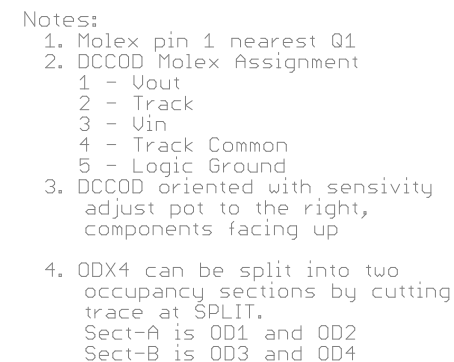 Notes:
1. Molex pin 1 nearest Q1
2. DCCOD Molex Assignment
1 - Vout
2 - Track
3 - Vin
4 - Track Common
5 - Logic Ground
3. DCCOD oriented with sensivity
adjust pot to the right,
components facing up
4. ODX4 can be split into two
occupancy sections by cutting
trace at SPLIT.
Sect-A is OD1 and OD2
Sect-B is OD3 and OD4